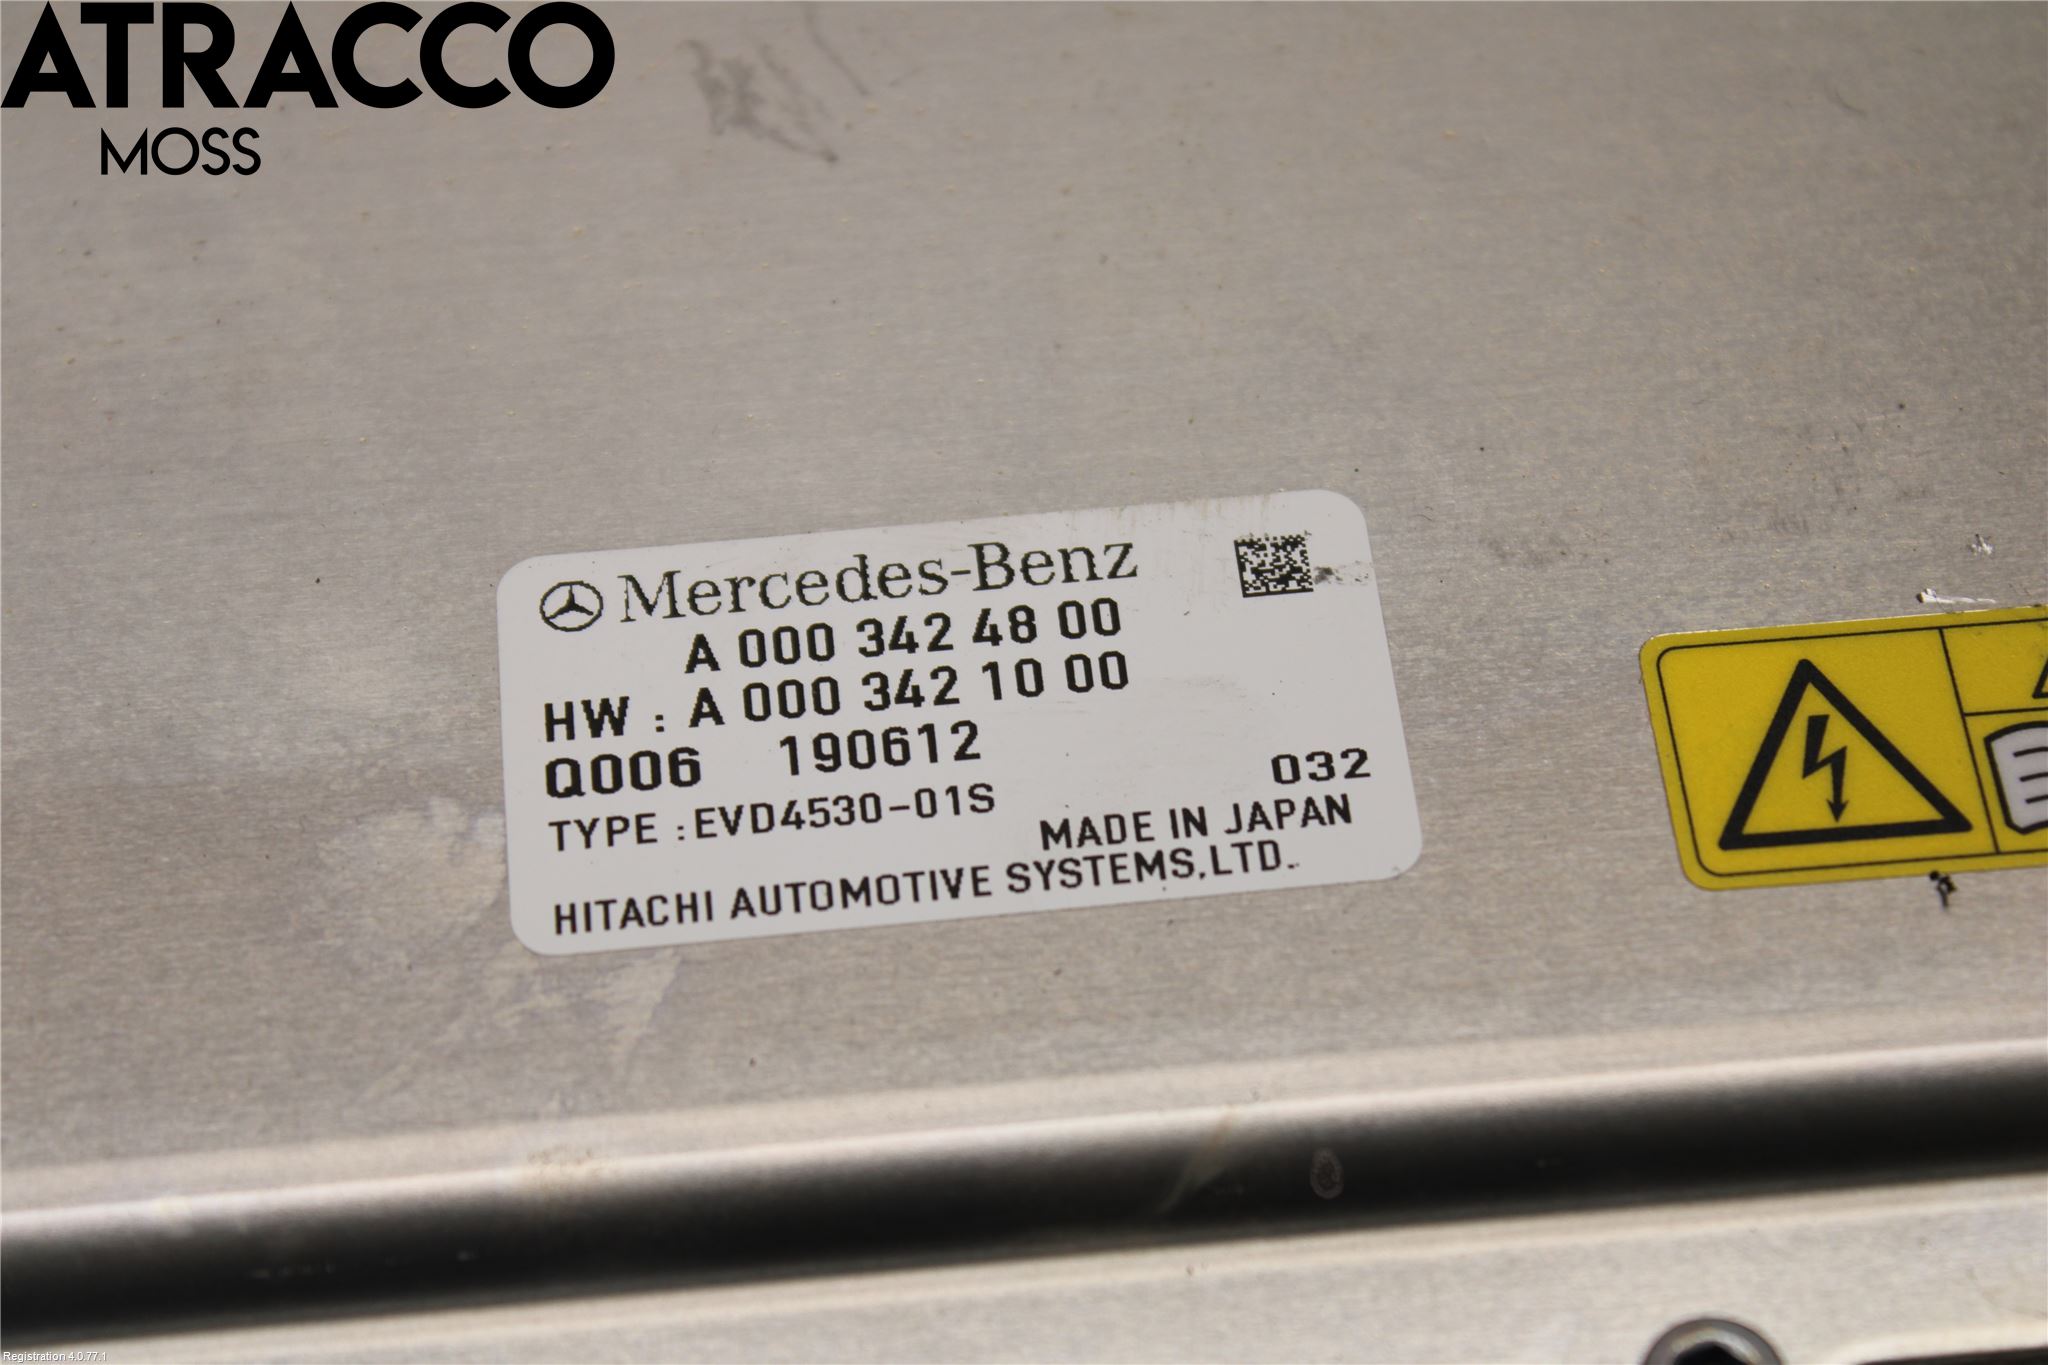 ATRACCO
MOSS
Mercedes-Benz
A 000 342 48 00
HW : A 000 342 10 00
Q006 190612
032
TYPE : EVD4530-01S
MADE IN JAPAN
HITACHI AUTOMOTIVE SYSTEMS,LTD.
Registration 4.0.77.1